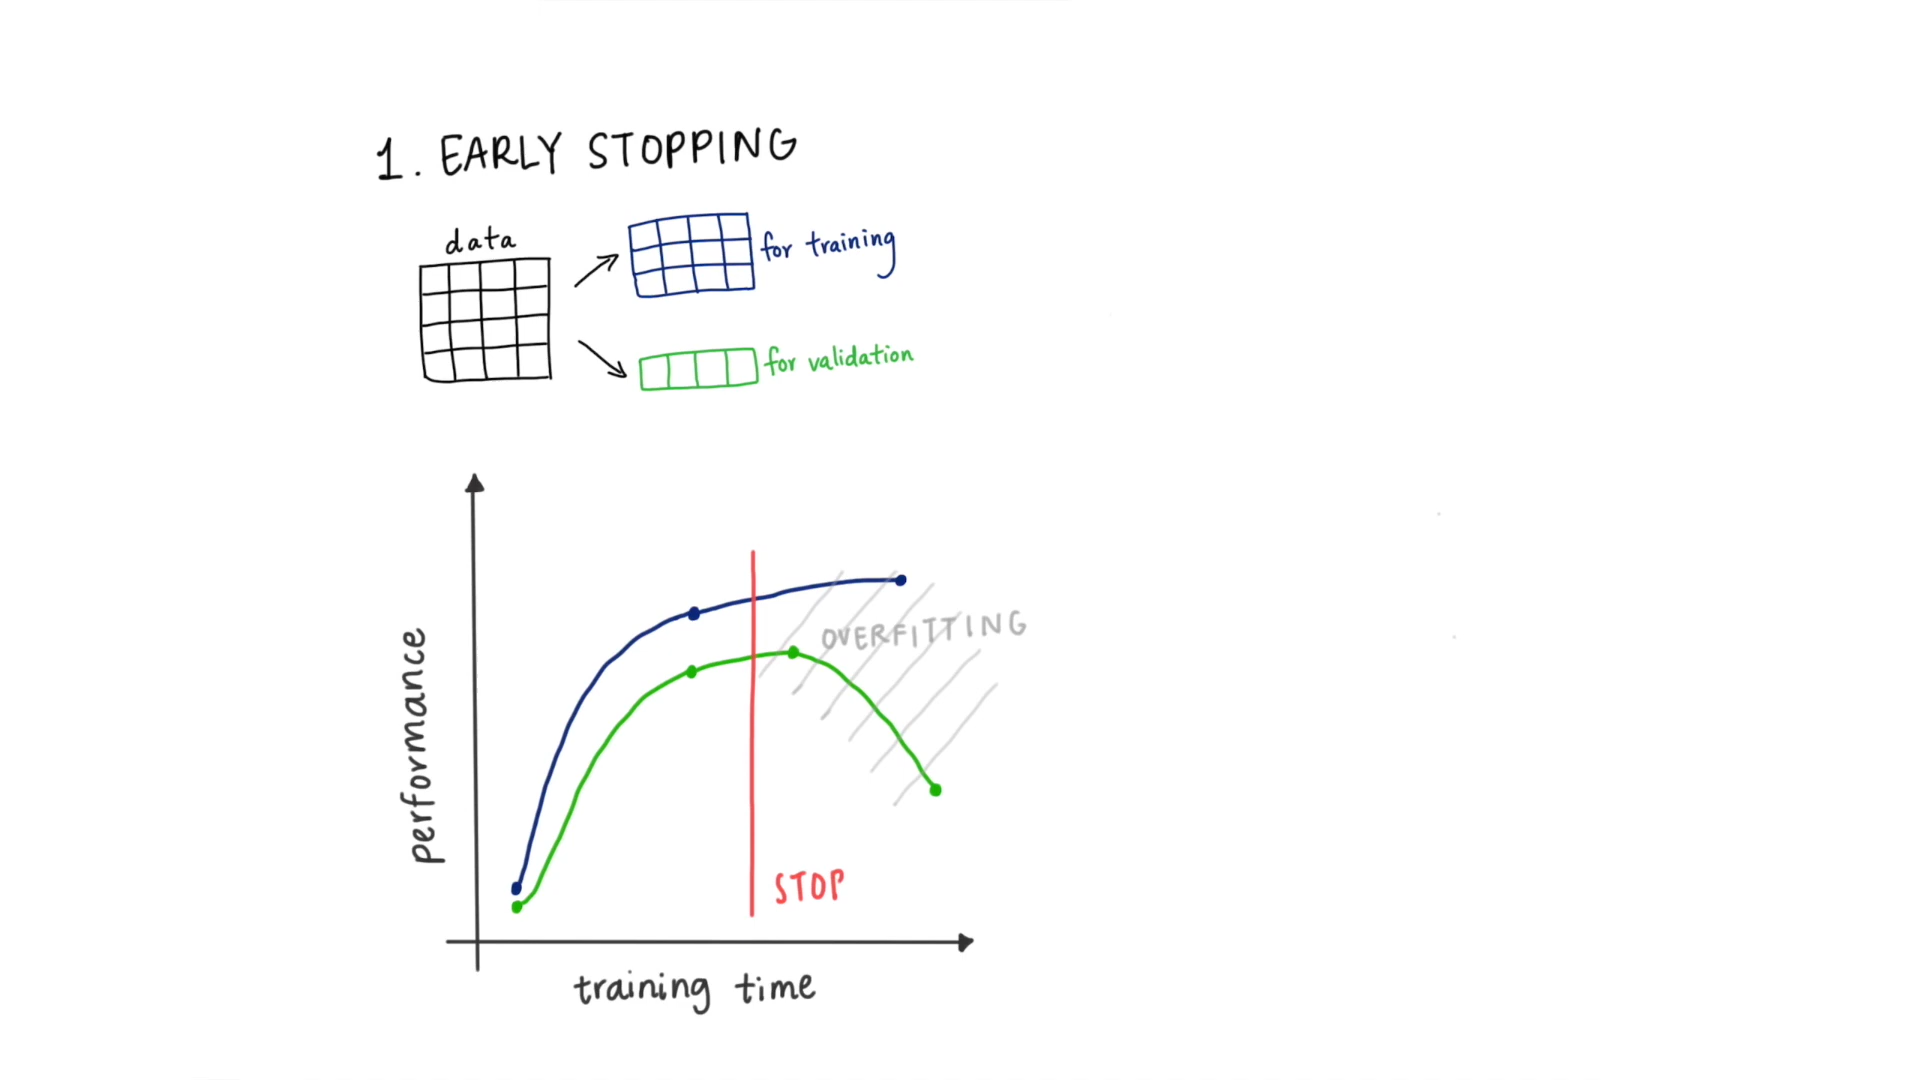 1. EARLY STOPPING
data
for training
for validation
OVERFITTING
performance
STOP
training time